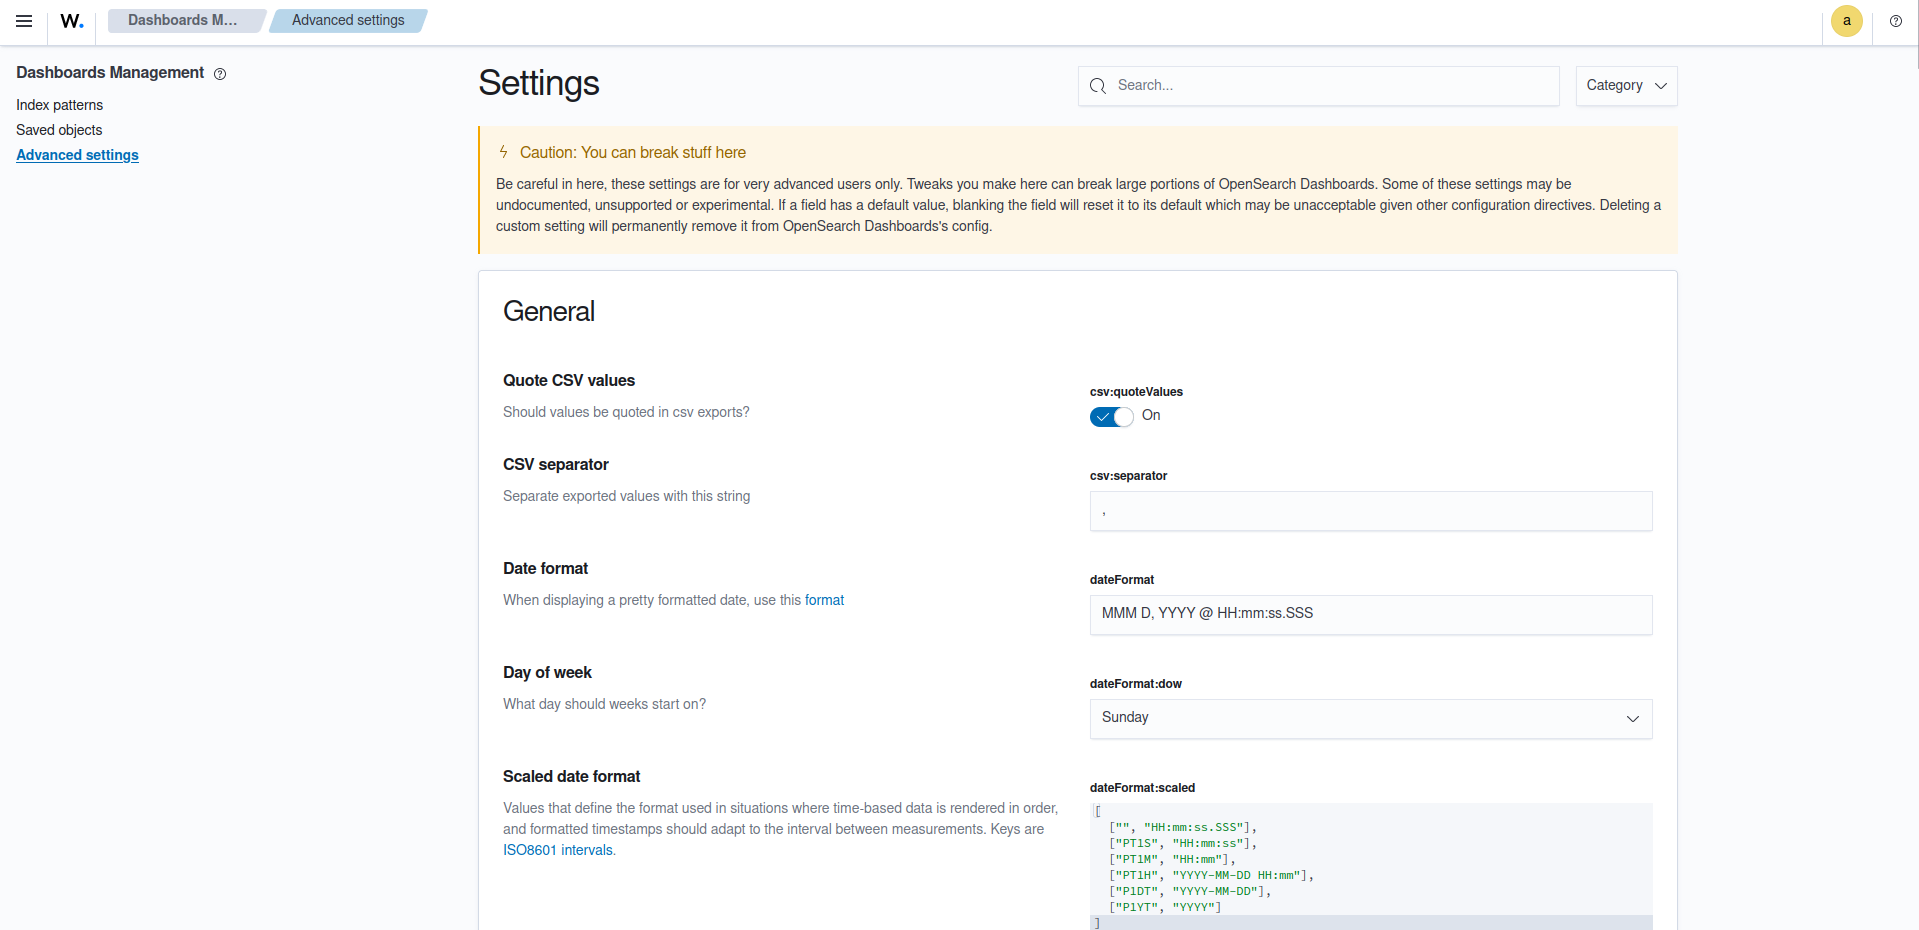 W.
Dashboards M...
Advanced settings
a
Dashboards Management
Index patterns
Saved objects
Advanced settings
Settings
Search...
Category
Caution: You can break stuff here
Be careful in here, these settings are for very advanced users only. Tweaks you make here can break large portions of OpenSearch Dashboards. Some of these settings may be
undocumented, unsupported or experimental. If a field has a default value, blanking the field will reset it to its default which may be unacceptable given other configuration directives. Deleting a
custom setting will permanently remove it from OpenSearch Dashboards's config.
General
Quote CSV values
Should values be quoted in csv exports?
csv:quoteValues
On
CSV separator
Separate exported values with this string
csv:separator
,
Date format
When displaying a pretty formatted date, use this format
dateFormat
MMM D, YYYY @ HH:mm:ss.SSS
Day of week
What day should weeks start on?
dateFormat:dow
Sunday
Scaled date format
Values that define the format used in situations where time-based data is rendered in order,
and formatted timestamps should adapt to the interval between measurements. Keys are
ISO8601 intervals.
dateFormat:scaled
[
["", "HH:mm:ss.SSS"],
["PT1S", "HH:mm:ss"],
["PT1M", "HH:mm"],
["PT1H", "YYYY-MM-DD HH:mm"],
["P1DT", "YYYY-MM-DD"],
["P1YT", "YYYY"]
]